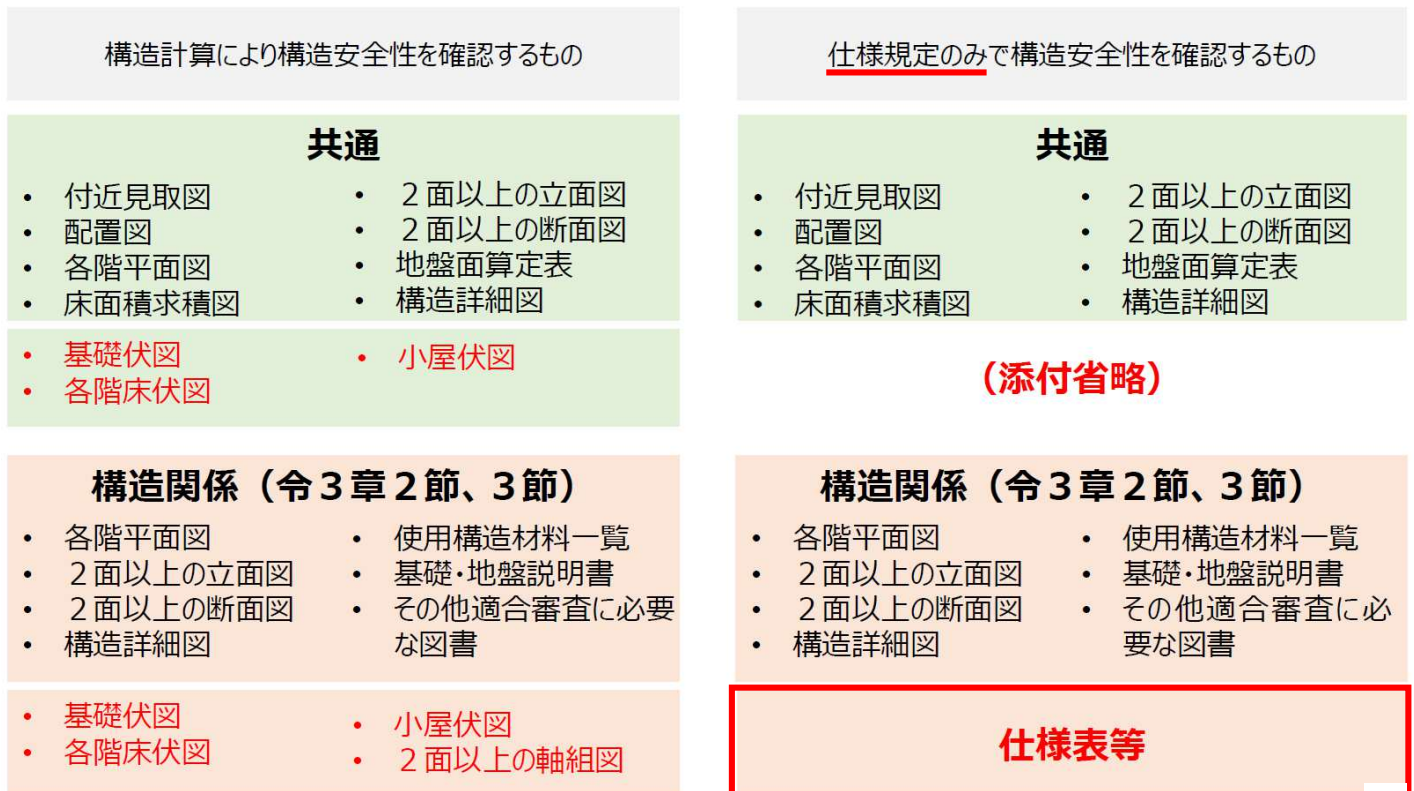 構造計算により構造安全性を確認するもの
共通
• 付近見取図
• 配置図
• 各階平面図
• 床面積求積図
• ２面以上の立面図
• ２面以上の断面図
• 地盤面算定表
• 構造詳細図
• 基礎伏図
• 各階床伏図
• 小屋伏図
構造関係（令３章２節、３節）
• 各階平面図
• ２面以上の立面図
• ２面以上の断面図
• 構造詳細図
• 使用構造材料一覧
• 基礎・地盤説明書
• その他適合審査に必要
な図書
• 基礎伏図
• 各階床伏図
• 小屋伏図
• ２面以上の軸組図
仕様規定のみで構造安全性を確認するもの
共通
• 付近見取図
• 配置図
• 各階平面図
• 床面積求積図
• ２面以上の立面図
• ２面以上の断面図
• 地盤面算定表
• 構造詳細図
（添付省略）
構造関係（令３章２節、３節）
• 各階平面図
• ２面以上の立面図
• ２面以上の断面図
• 構造詳細図
• 使用構造材料一覧
• 基礎・地盤説明書
• その他適合審査に必
要な図書
仕様表等